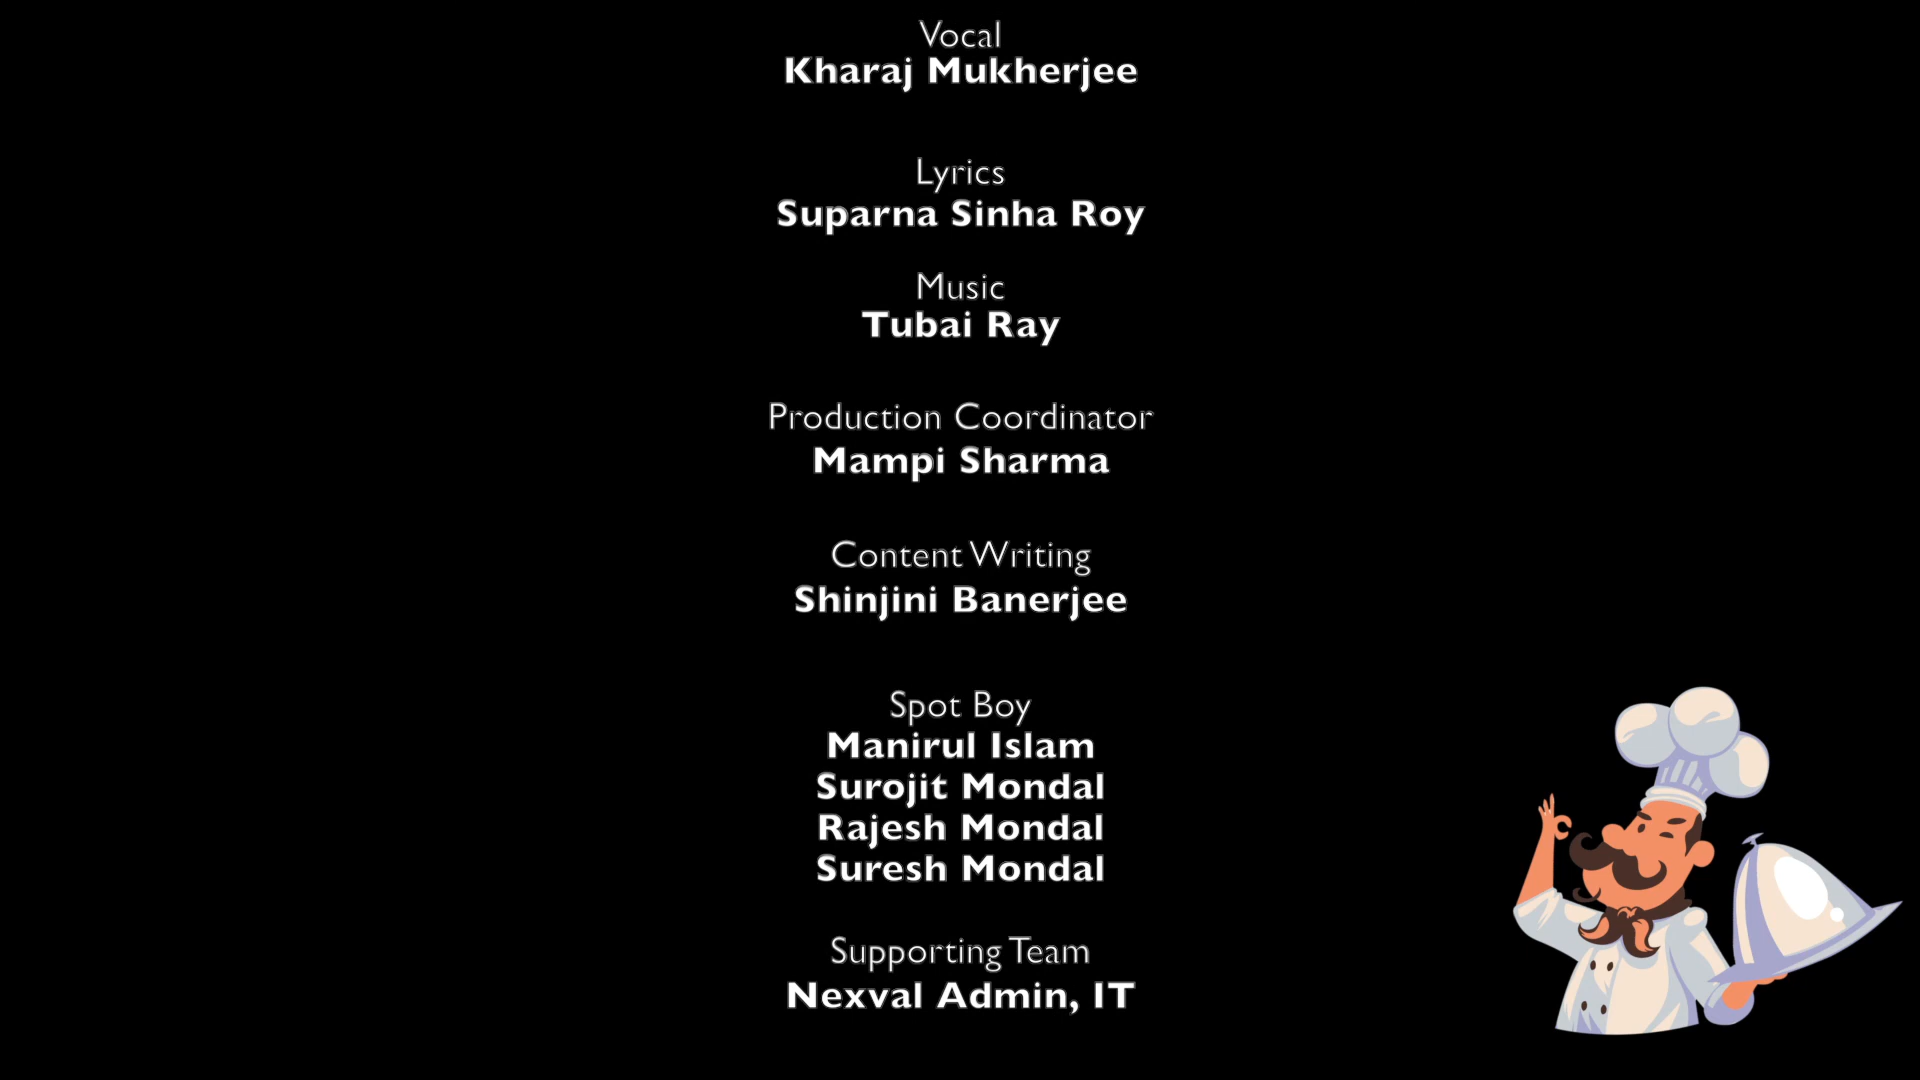 Vocal
Kharaj Mukherjee
Lyrics
Suparna Sinha Roy
Music
Tubai Ray
Production Coordinator
Mampi Sharma
Content Writing
Shinjini Banerjee
Spot Boy
Manirul Islam
Surojit Mondal
Rajesh Mondal
Suresh Mondal
Supporting Team
Nexval Admin, IT